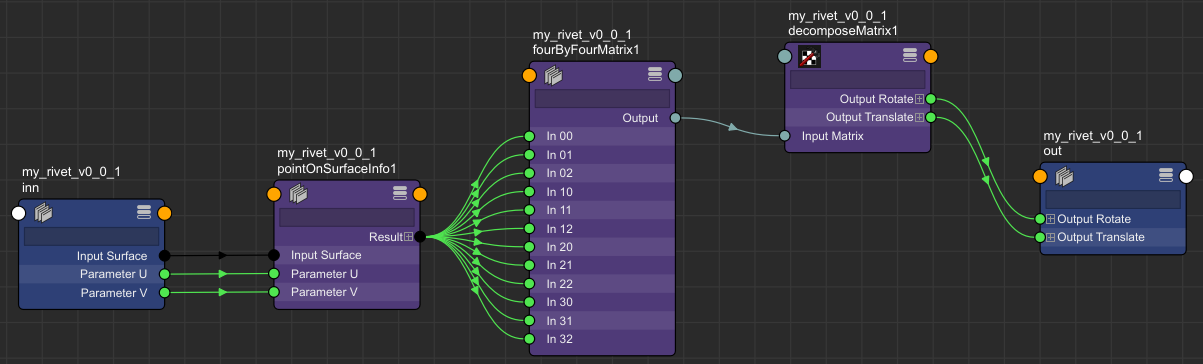 my_rivet_v0_0_1
inn
Input Surface
Parameter U
Parameter V
my_rivet_v0_0_1
pointOnSurfaceInfo1
Result
Input Surface
Parameter U
Parameter V
my_rivet_v0_0_1
fourByFourMatrix1
Output
In 00
In 01
In 02
In 10
In 11
In 12
In 20
In 21
In 22
In 30
In 31
In 32
my_rivet_v0_0_1
decomposeMatrix1
Output Rotate
Output Translate
Input Matrix
my_rivet_v0_0_1
out
Output Rotate
Output Translate